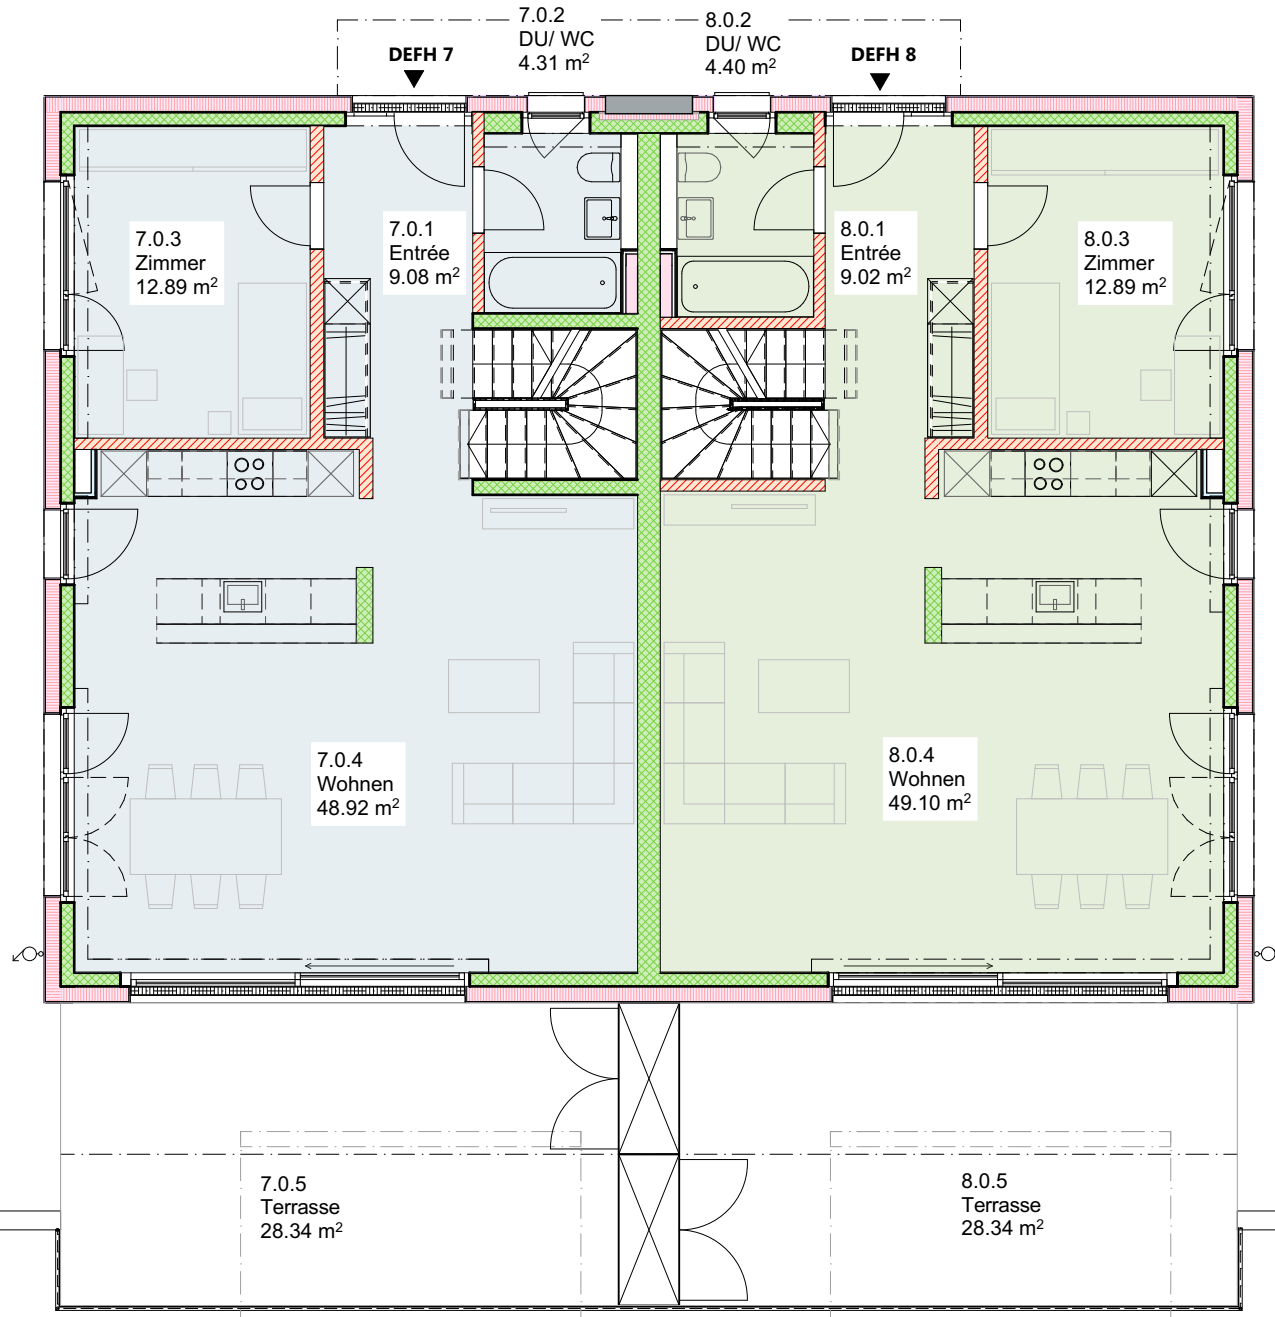 7.0.2
DU/ WC
4.31 m²
8.0.2
DU/ WC
4.40 m²
DEFH 7
DEFH 8
7.0.3
Zimmer
12.89 m²
7.0.1
Entrée
9.08 m²
8.0.1
Entrée
9.02 m²
8.0.3
Zimmer
12.89 m²
7.0.4
Wohnen
48.92 m²
8.0.4
Wohnen
49.10 m²
7.0.5
Terrasse
28.34 m²
8.0.5
Terrasse
28.34 m²